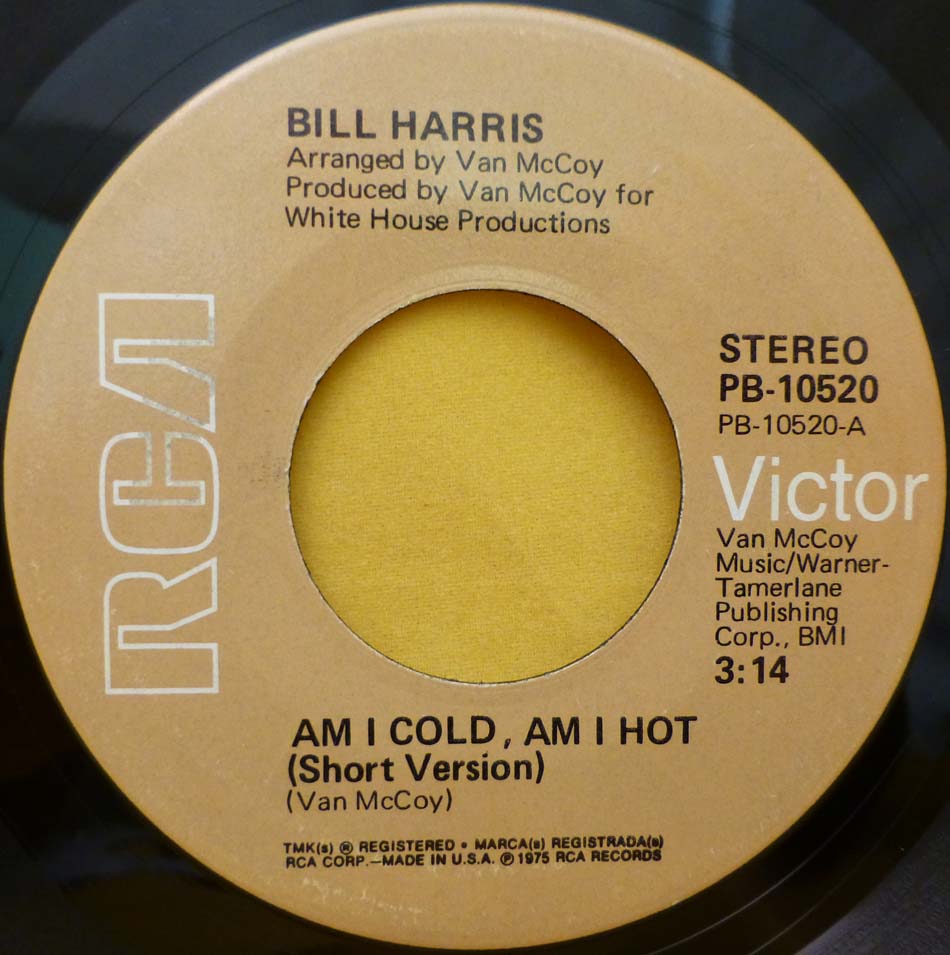 BILL HARRIS
Arranged by Van McCoy
Produced by Van McCoy for
White House Productions
RCA
STEREO
PB-10520
PB-10520-A
Victor
Van McCoy
Music/Warner-
Tamerlane
Publishing
Corp., BMI
3:14
AM I COLD, AM I HOT
(Short Version)
(Van McCoy)
TMK(s) ® REGISTERED • MARCA(s) REGISTRADA(s)
RCA CORP.—MADE IN U.S.A. ℗ 1975 RCA RECORDS